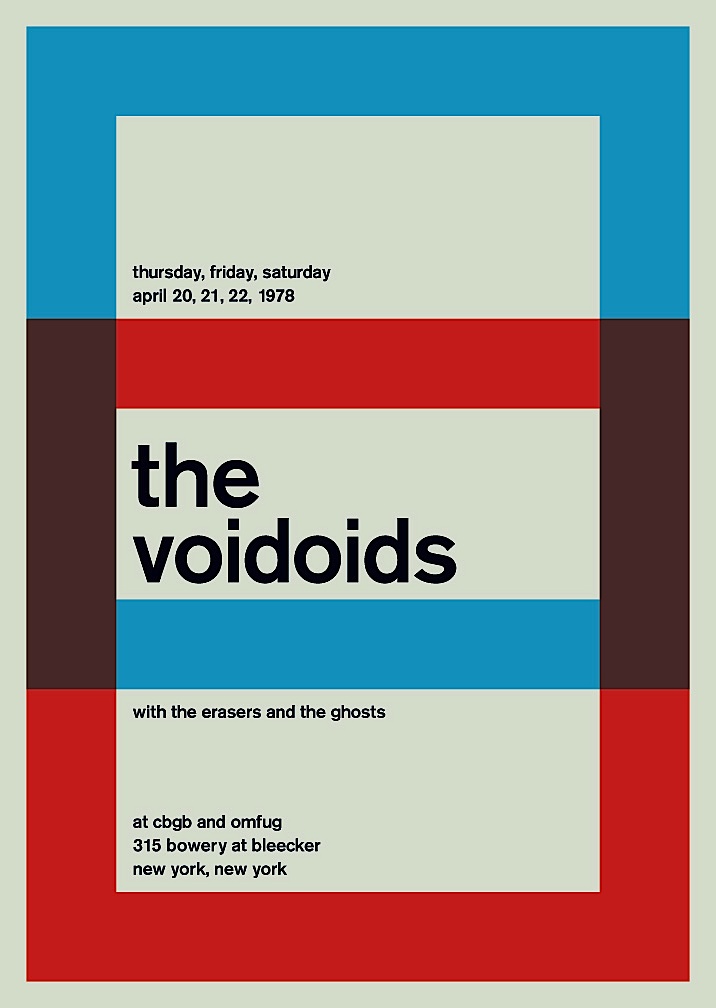 thursday, friday, saturday
april 20, 21, 22, 1978
the
voidoids
with the erasers and the ghosts
at cbgb and omfug
315 bowery at bleecker
new york, new york